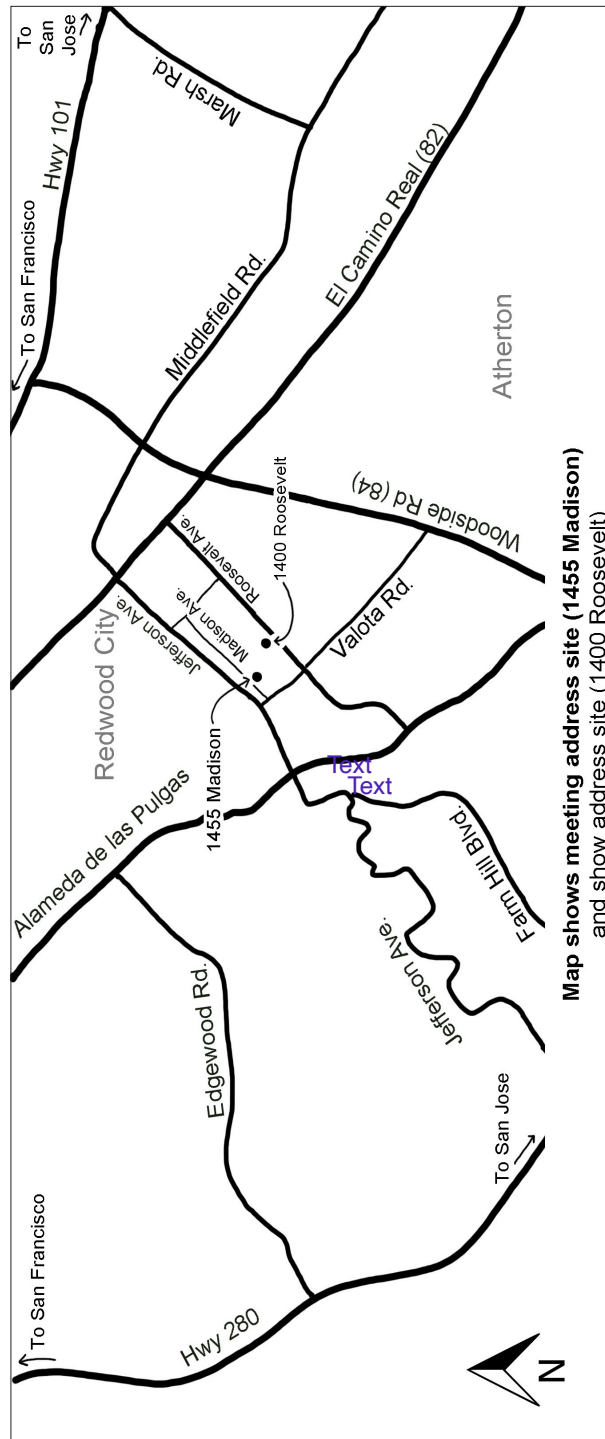 To San Francisco
Hwy 280
Edgewood Rd.
Alameda de las Pulgas
Redwood City
1455 Madison
Jefferson Ave.
Madison Ave.
Roosevelt Ave.
1400 Roosevelt
Valota Rd.
Text
Text
Farm Hill Blvd.
Jefferson Ave.
To San Jose
Woodside Rd (84)
Middlefield Rd.
El Camino Real (82)
Atherton
To San Francisco
Hwy 101
Marsh Rd.
To
San
Jose
N
Map shows meeting address site (1455 Madison)
and show address site (1400 Roosevelt)